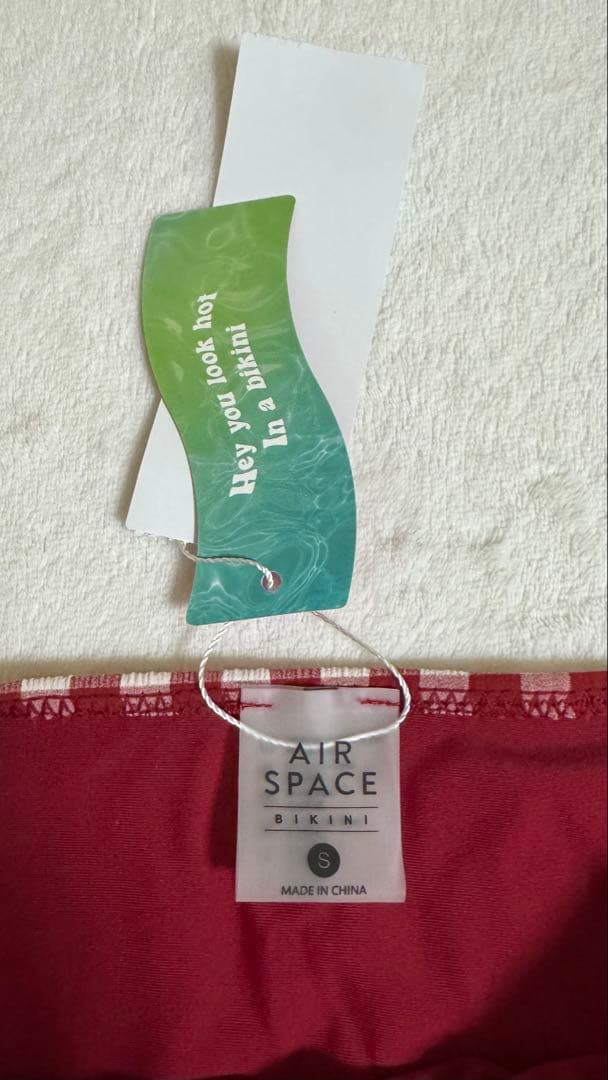 Hey you look hot
In a bikini
AIR
SPACE
BIKINI
S
MADE IN CHINA